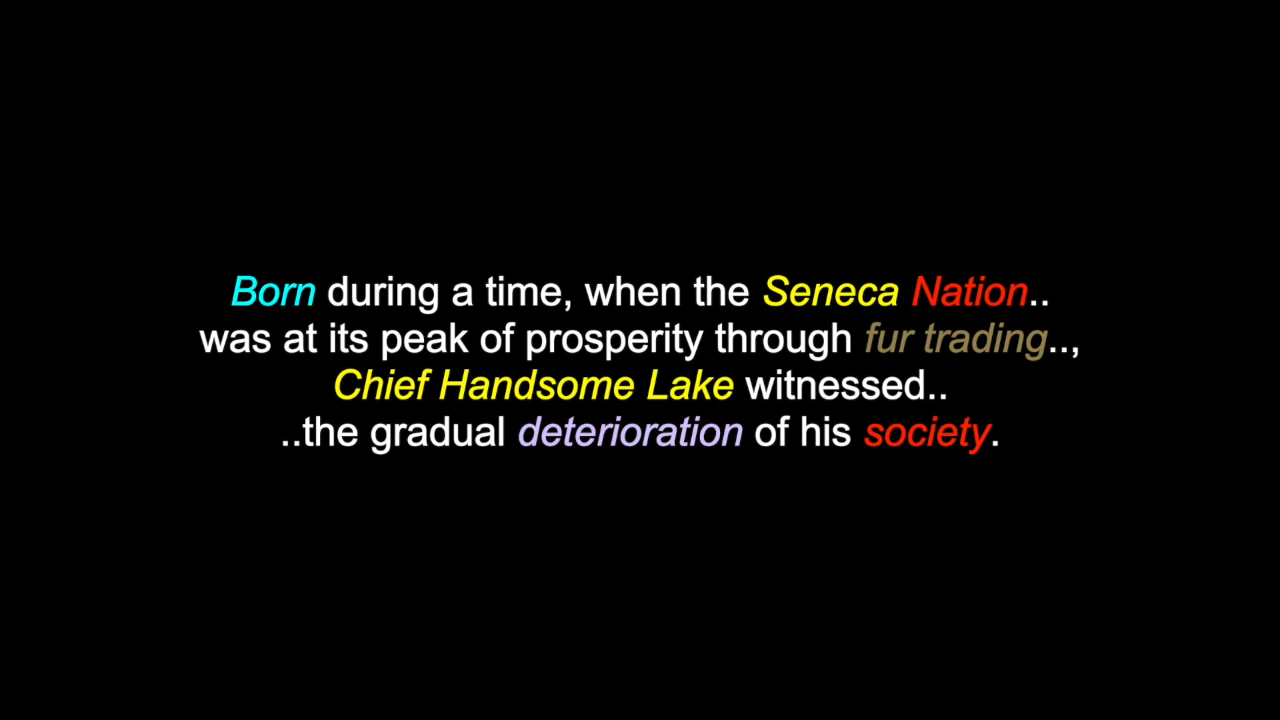 Born during a time, when the Seneca Nation..
was at its peak of prosperity through fur trading..,
Chief Handsome Lake witnessed..
..the gradual deterioration of his society.